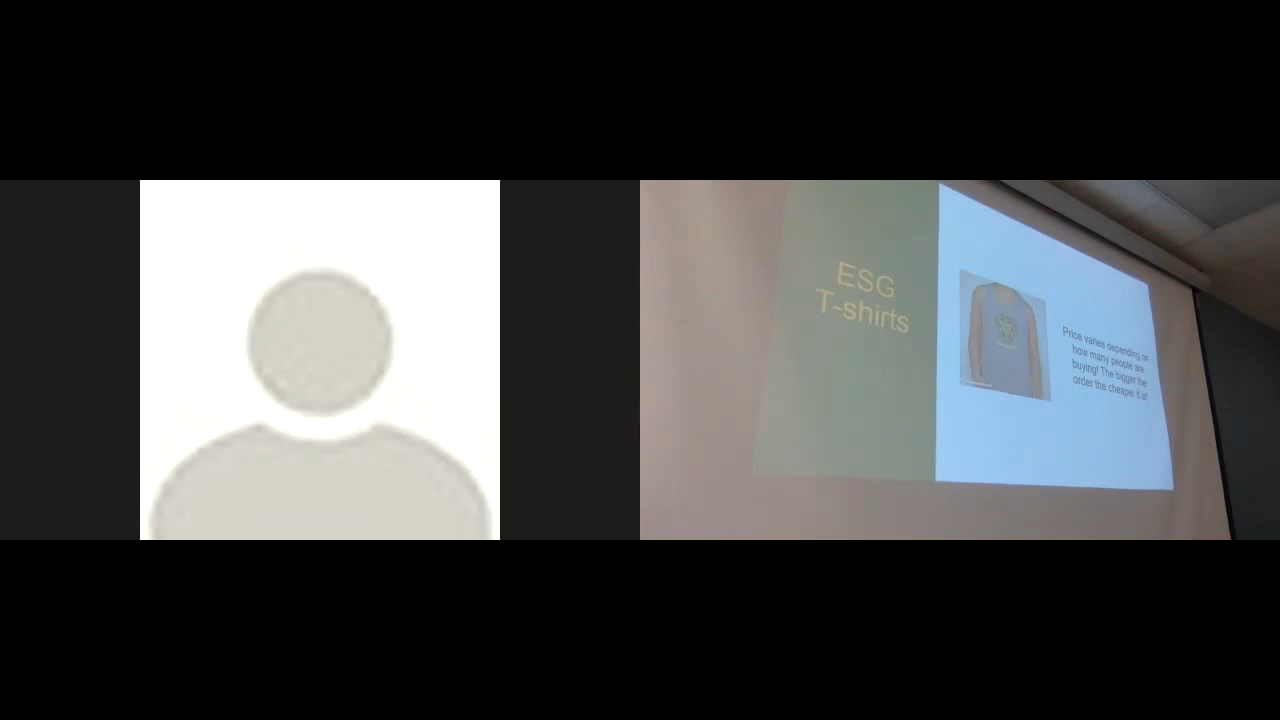 ESG
T-shirts
Price varies depending on
how many people are
buying! The bigger the
order the cheaper it is!